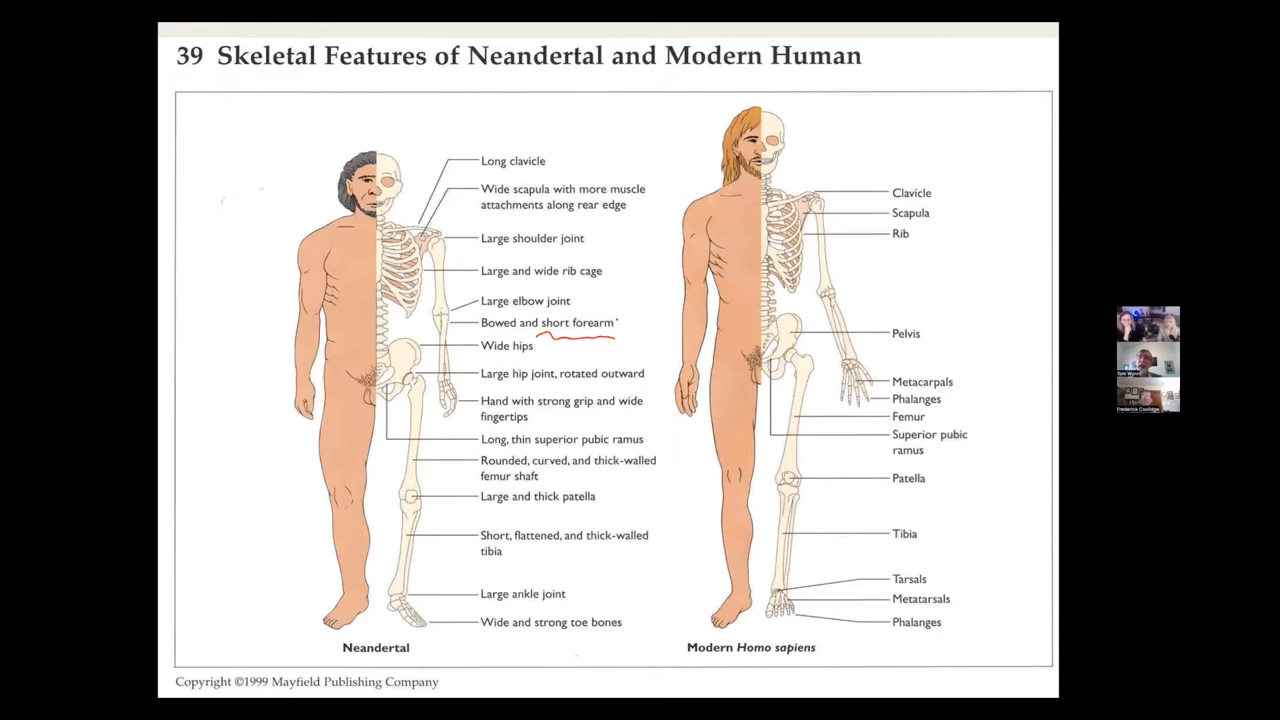 39 Skeletal Features of Neandertal and Modern Human
Long clavicle
Wide scapula with more muscle
attachments along rear edge
Large shoulder joint
Large and wide rib cage
Large elbow joint
Bowed and short forearm
Wide hips
Large hip joint, rotated outward
Hand with strong grip and wide
fingertips
Long, thin superior pubic ramus
Rounded, curved, and thick-walled
femur shaft
Large and thick patella
Short, flattened, and thick-walled
tibia
Large ankle joint
Wide and strong toe bones
Neandertal
Clavicle
Scapula
Rib
Pelvis
Metacarpals
Phalanges
Femur
Superior pubic
ramus
Patella
Tibia
Tarsals
Metatarsals
Phalanges
Modern Homo sapiens
Copyright ©1999 Mayfield Publishing Company
Tom Wynn
Frederick Coolidge